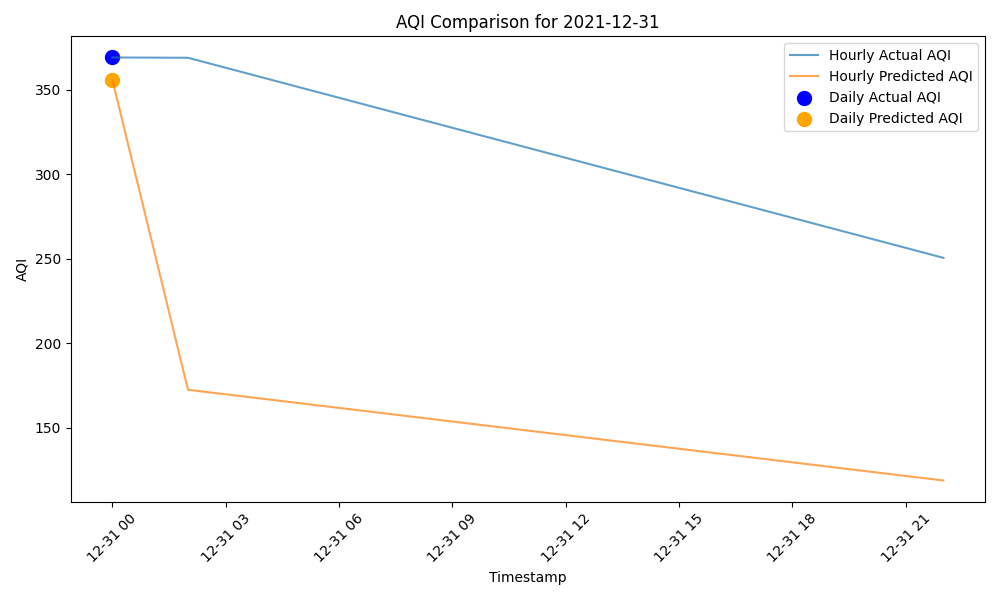 AQI Comparison for 2021-12-31
Hourly Actual AQI
Hourly Predicted AQI
Daily Actual AQI
Daily Predicted AQI
AQI
350
300
250
200
150
12-31 00
12-31 03
12-31 06
12-31 09
12-31 12
12-31 15
12-31 18
12-31 21
Timestamp